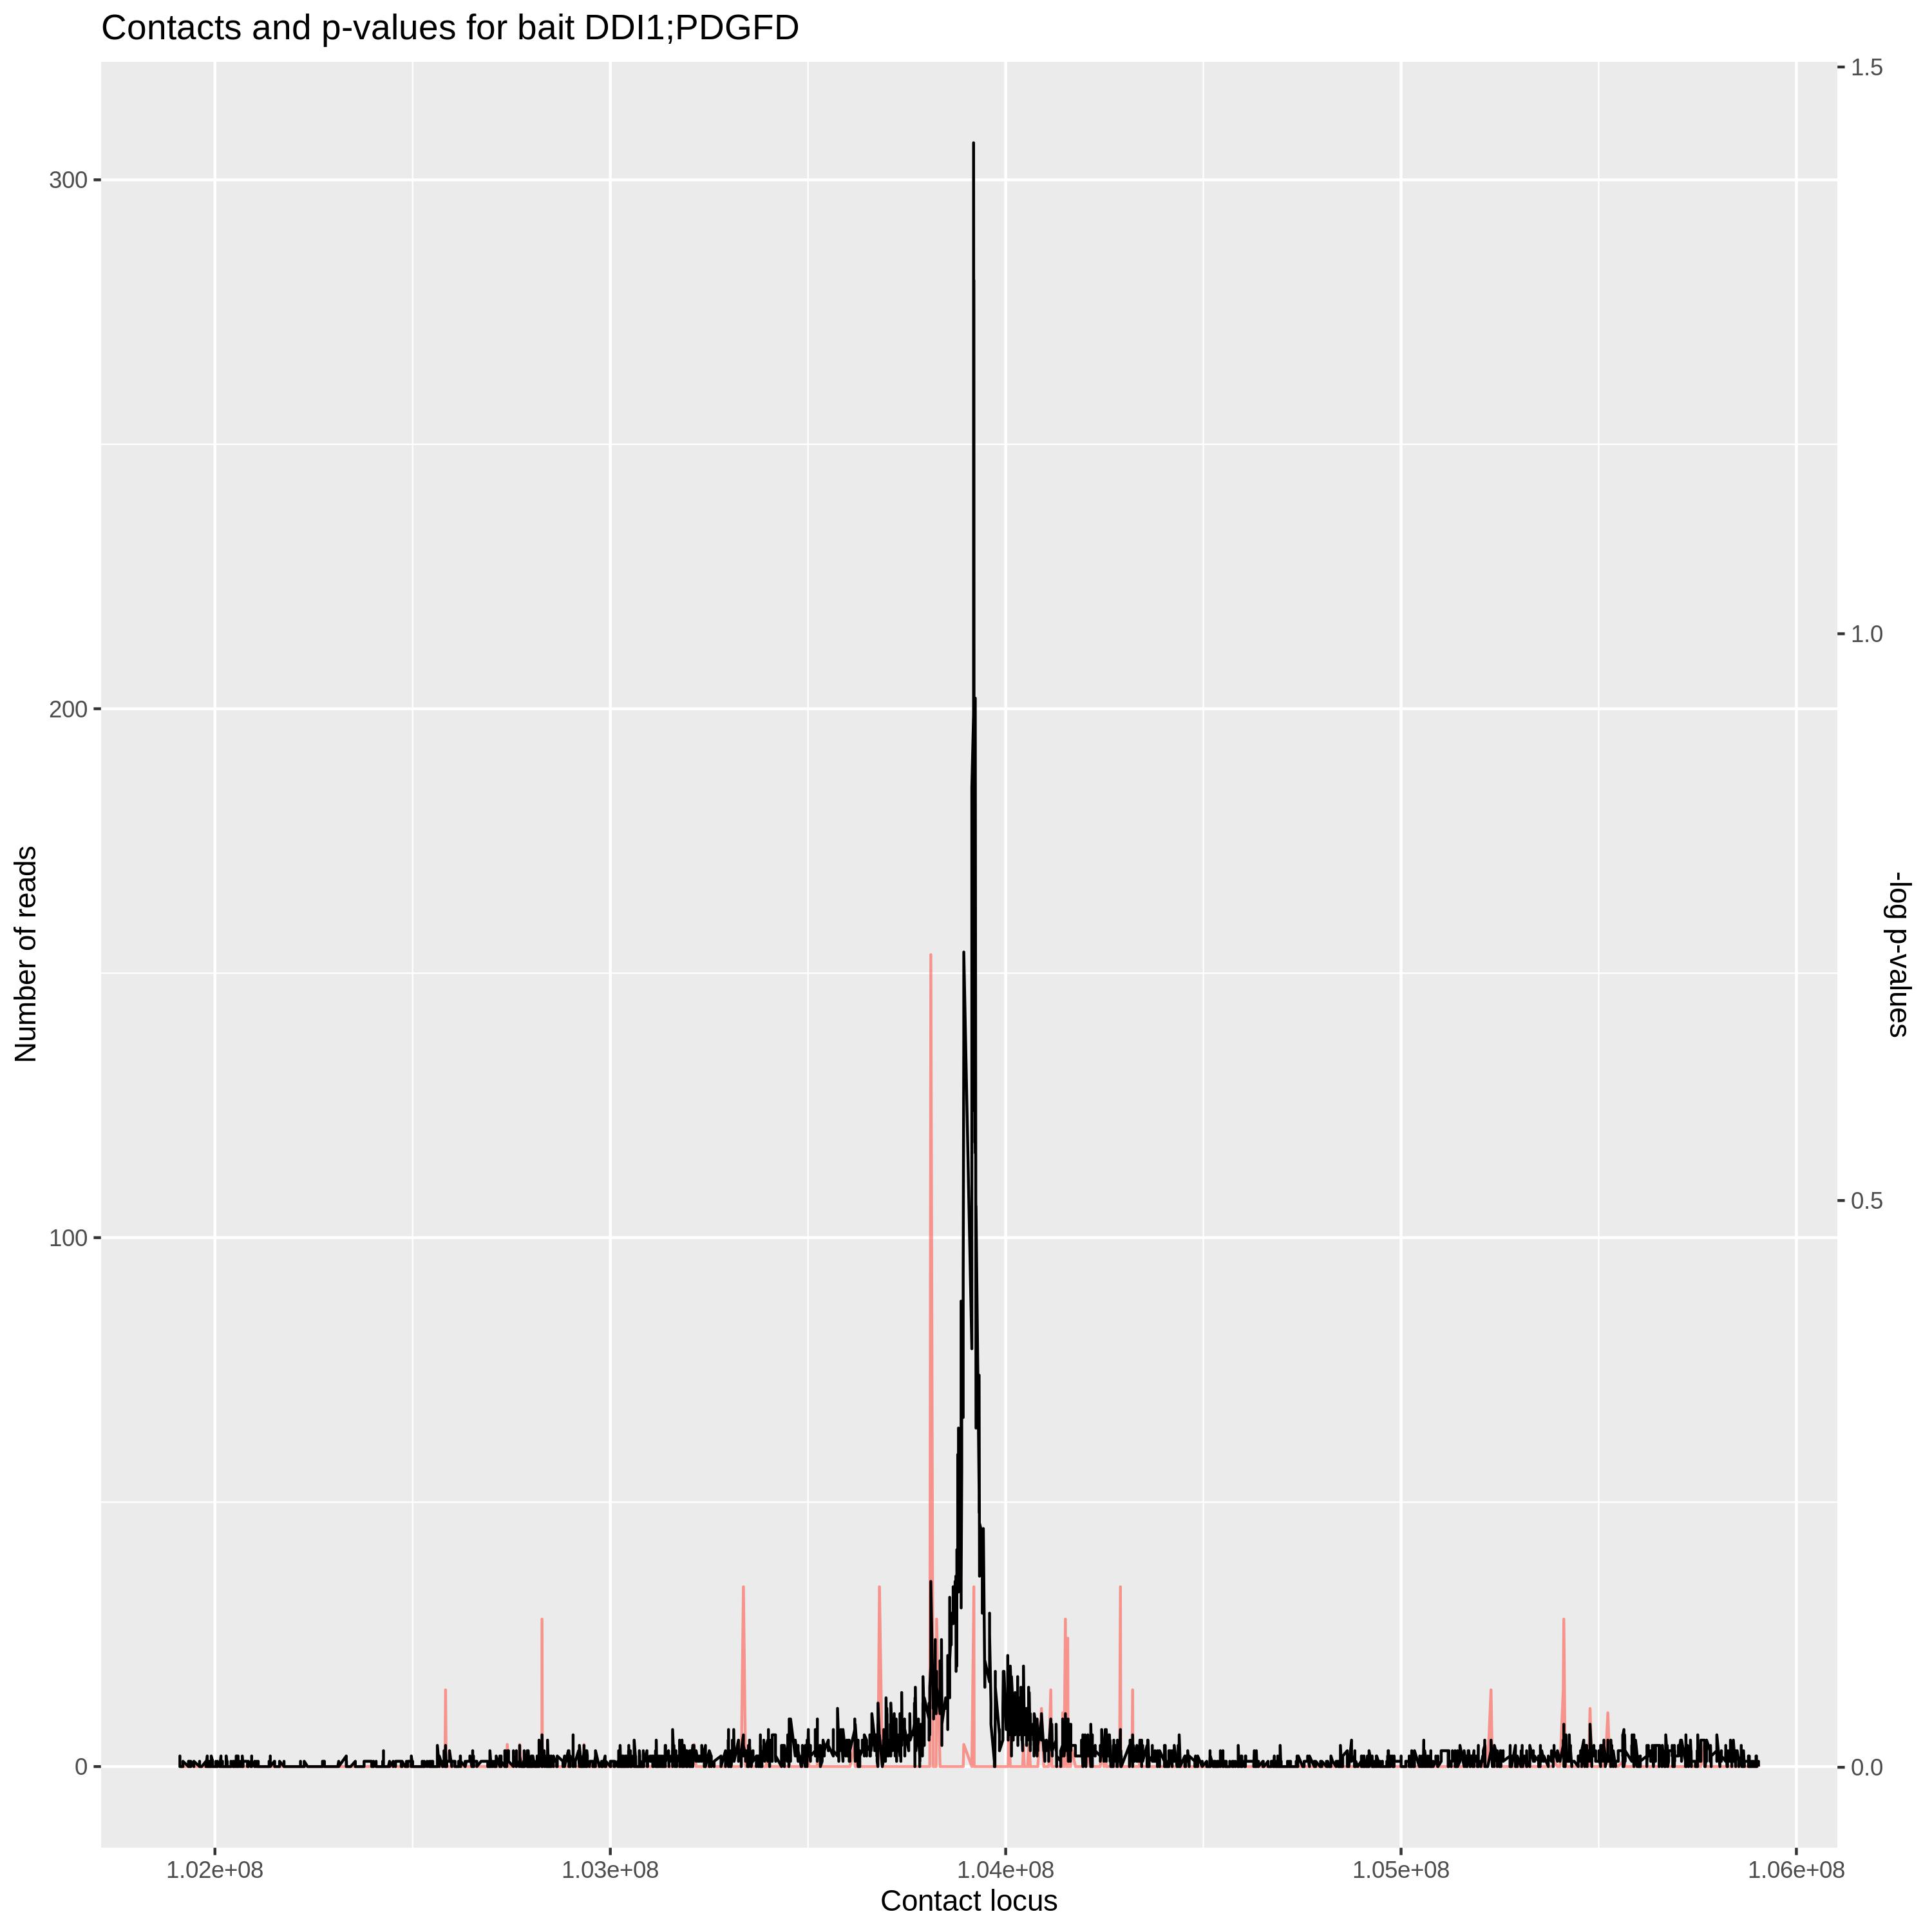 Contacts and p-values for bait DDI1;PDGFD
1.5
300
1.0
200
Number of reads
-log p-values
0.5
100
0
0.0
1.02e+08
1.03e+08
1.04e+08
1.05e+08
1.06e+08
Contact locus